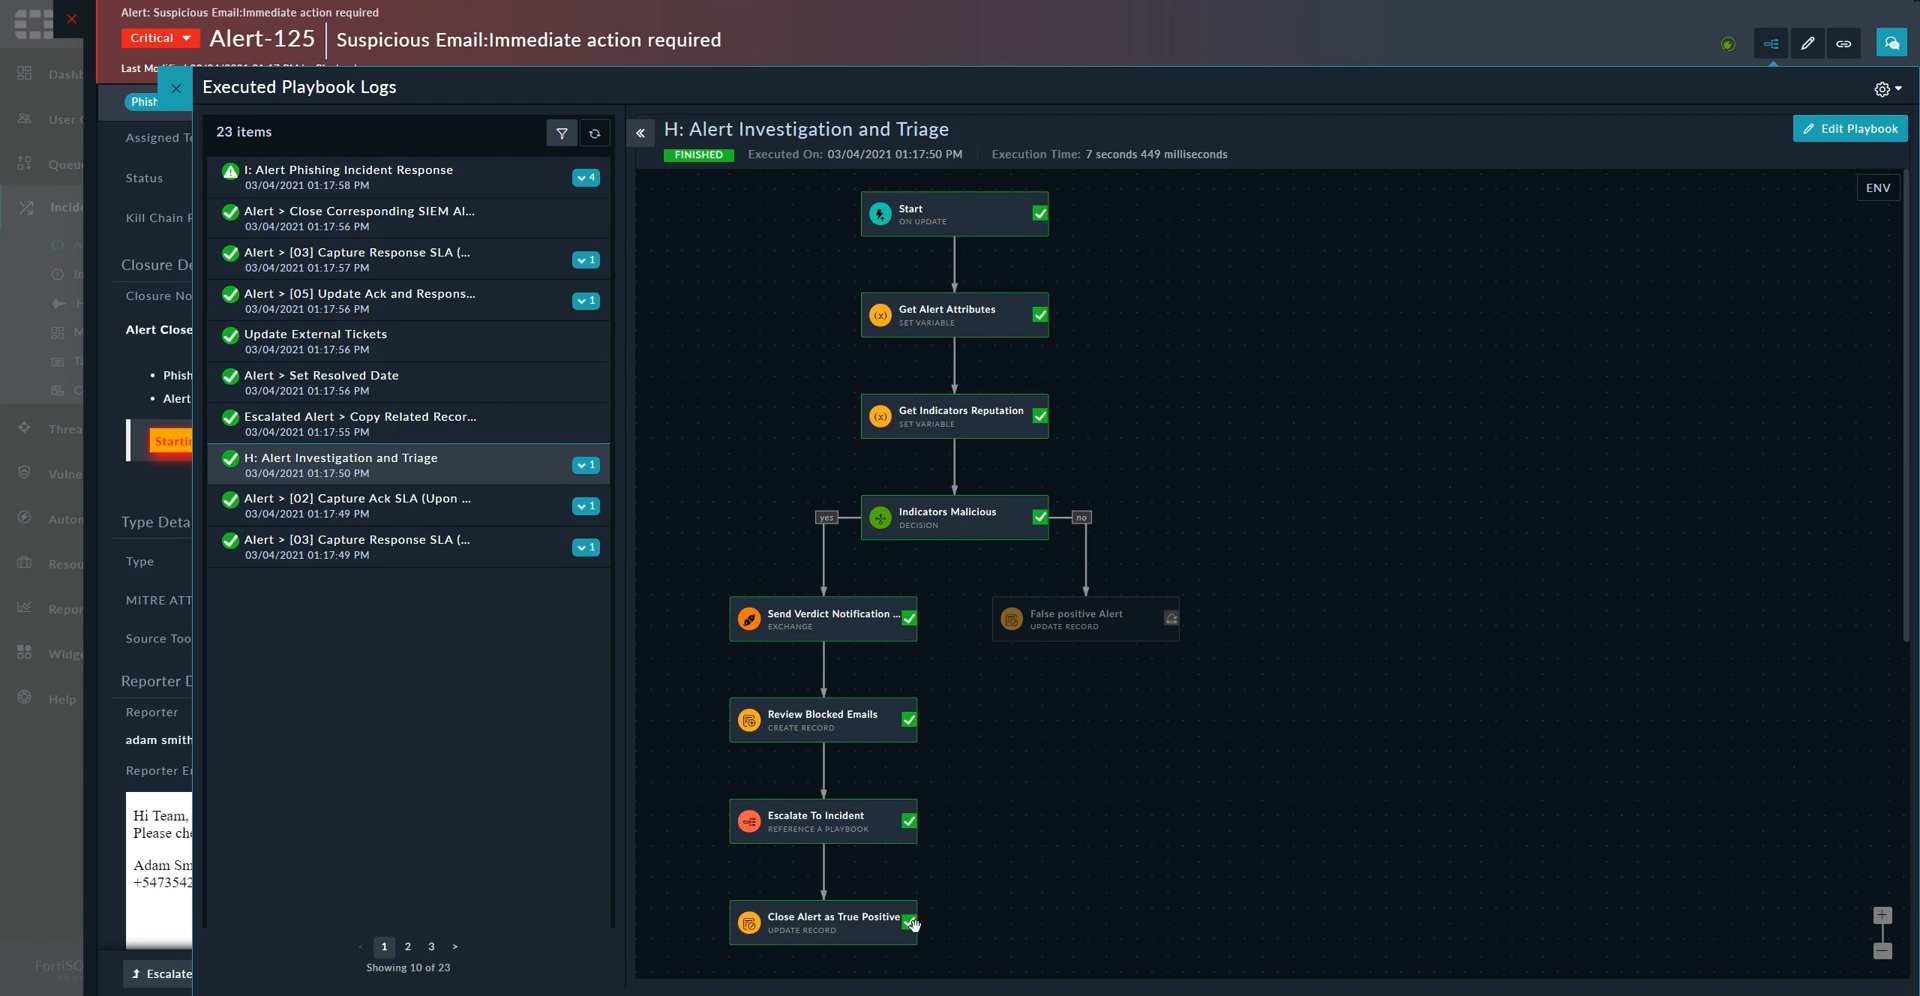 Alert: Suspicious Email:Immediate action required
Critical
Alert-125
Suspicious Email:Immediate action required
Executed Playbook Logs
23 items
I: Alert Phishing Incident Response
03/04/2021 01:17:58 PM
4
Alert > Close Corresponding SIEM Al...
03/04/2021 01:17:56 PM
Alert > [03] Capture Response SLA (...
03/04/2021 01:17:57 PM
1
Alert > [05] Update Ack and Respons...
03/04/2021 01:17:56 PM
1
Update External Tickets
03/04/2021 01:17:56 PM
Alert > Set Resolved Date
03/04/2021 01:17:56 PM
Escalated Alert > Copy Related Recor...
03/04/2021 01:17:55 PM
H: Alert Investigation and Triage
03/04/2021 01:17:50 PM
1
Alert > [02] Capture Ack SLA (Upon ...
03/04/2021 01:17:49 PM
1
Alert > [03] Capture Response SLA (...
03/04/2021 01:17:49 PM
1
< 1 2 3 >
Showing 10 of 23
H: Alert Investigation and Triage
FINISHED Executed On: 03/04/2021 01:17:50 PM Execution Time: 7 seconds 449 milliseconds
Edit Playbook
ENV
Start
ON UPDATE
Get Alert Attributes
SET VARIABLE
Get Indicators Reputation
SET VARIABLE
Indicators Malicious
DECISION
yes
no
Send Verdict Notification ...
EXCHANGE
False positive Alert
UPDATE RECORD
Review Blocked Emails
CREATE RECORD
Escalate To Incident
REFERENCE A PLAYBOOK
Close Alert as True Positive
UPDATE RECORD
Phish
Assigned T
Status
Kill Chain
Closure De
Closure No
Alert Close
• Phish
• Alert
Startin
Type Deta
Type
MITRE ATT
Source Too
Reporter D
Reporter
adam smith
Reporter E
Hi Team,
Please che
Adam Sm
+5473542
Escalate
Dashb
User
Queu
Incide
Threa
Vulne
Autom
Resou
Repor
Widge
Help
FortiSO